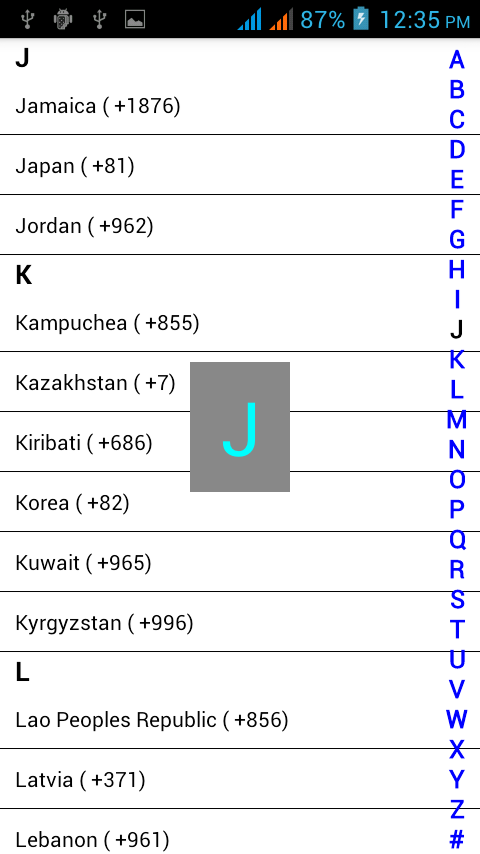 87% 12:35 PM
J
Jamaica ( +1876)
Japan ( +81)
Jordan ( +962)
K
Kampuchea ( +855)
Kazakhstan ( +7)
J
Kiribati ( +686)
Korea ( +82)
Kuwait ( +965)
Kyrgyzstan ( +996)
L
Lao Peoples Republic ( +856)
Latvia ( +371)
Lebanon ( +961)
A
B
C
D
E
F
G
H
I
J
K
L
M
N
O
P
Q
R
S
T
U
V
W
X
Y
Z
#